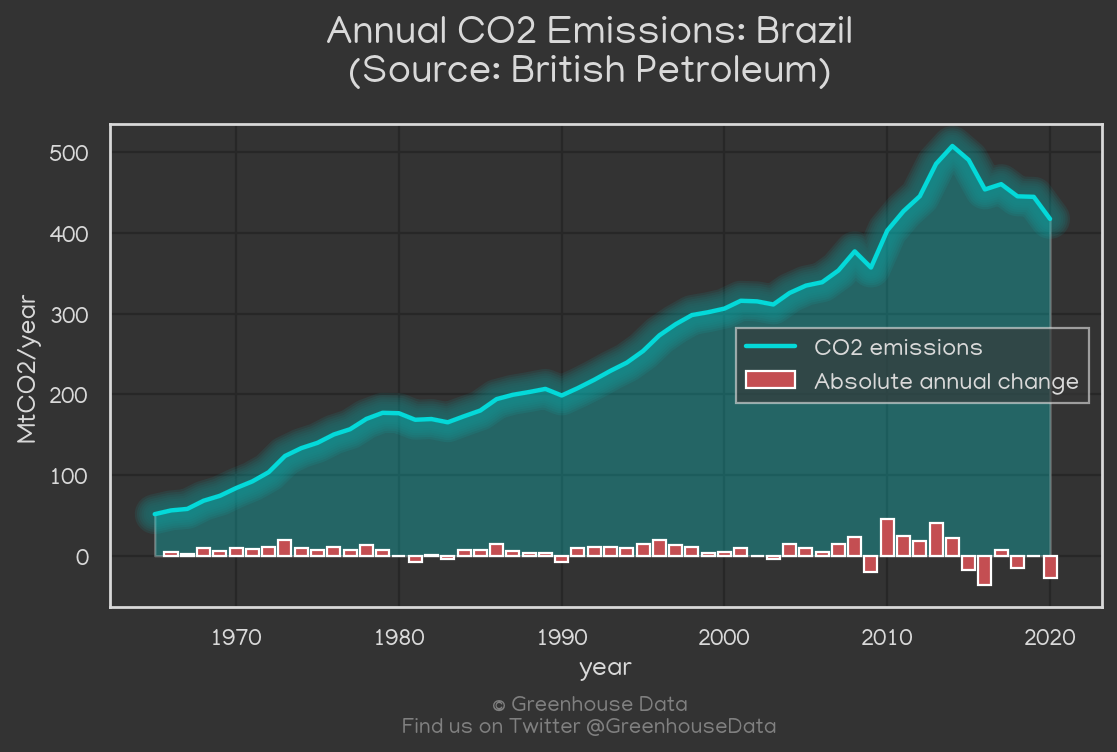 Annual CO2 Emissions: Brazil
(Source: British Petroleum)
500
400
300
200
100
0
MtCO2/year
CO2 emissions
Absolute annual change
1970
1980
1990
2000
2010
2020
year
© Greenhouse Data
Find us on Twitter @GreenhouseData